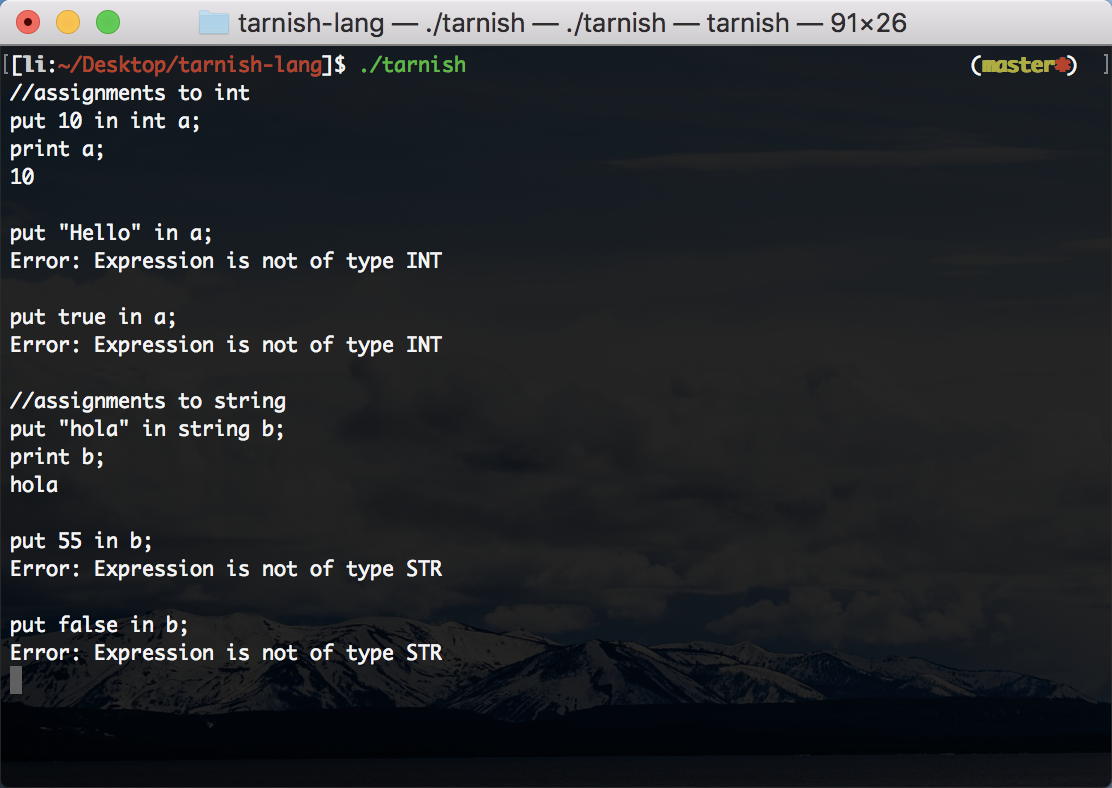 tarnish-lang — ./tarnish — ./tarnish — tarnish — 91×26
[[li:~/Desktop/tarnish-lang]$ ./tarnish (master*) ]
//assignments to int
put 10 in int a;
print a;
10
put "Hello" in a;
Error: Expression is not of type INT
put true in a;
Error: Expression is not of type INT
//assignments to string
put "hola" in string b;
print b;
hola
put 55 in b;
Error: Expression is not of type STR
put false in b;
Error: Expression is not of type STR